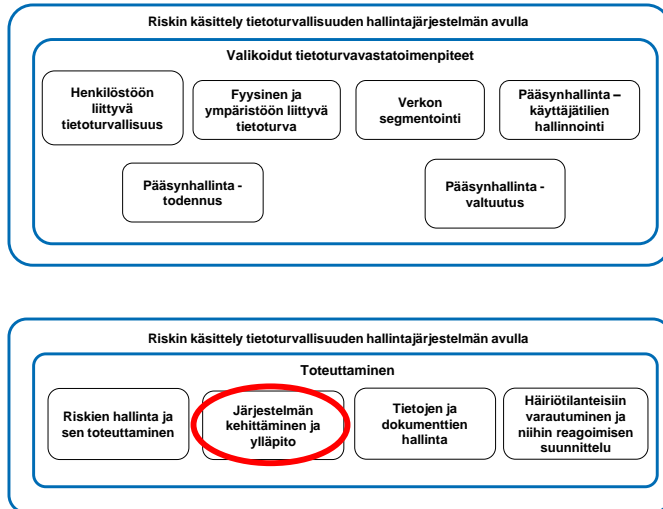 Riskin käsittely tietoturvallisuuden hallintajärjestelmän avulla
Valikoidut tietoturvavastatoimenpiteet
Henkilöstöön
liittyvä
tietoturvallisuus
Fyysinen ja
ympäristöön liittyvä
tietoturva
Verkon
segmentointi
Pääsynhallinta –
käyttäjätilien
hallinnointi
Pääsynhallinta -
todennus
Pääsynhallinta -
valtuutus
Riskin käsittely tietoturvallisuuden hallintajärjestelmän avulla
Toteuttaminen
Riskien hallinta ja
sen toteuttaminen
Järjestelmän
kehittäminen ja
ylläpito
Tietojen ja
dokumenttien
hallinta
Häiriötilanteisiin
varautuminen ja
niihin reagoimisen
suunnittelu